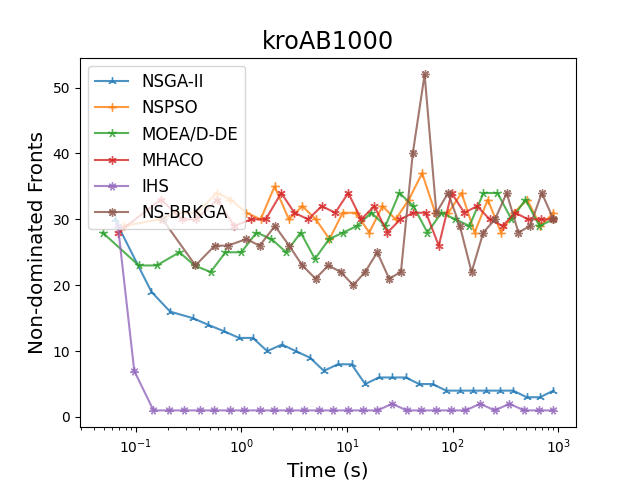 kroAB1000
NSGA-II
NSPSO
MOEA/D-DE
MHACO
IHS
NS-BRKGA
Non-dominated Fronts
50
40
30
20
10
0
10⁻¹ 10⁰ 10¹ 10² 10³
Time (s)